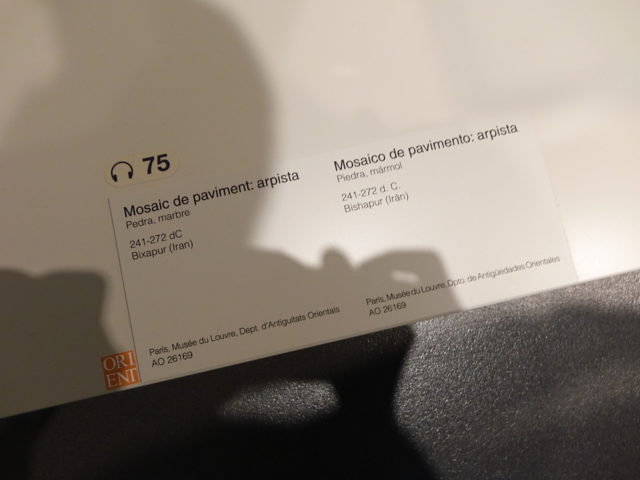 75
Mosaic de paviment: arpista
Pedra, marbre
241-272 dC
Bixapur (Iran)
Paris, Musée du Louvre, Dept. d'Antiguitats Orientals
AO 26169
Mosaico de pavimento: arpista
Piedra, mármol
241-272 d. C.
Bishapur (Irán)
Paris, Musée du Louvre, Dpto. de Antigüedades Orientales
AO 26169
ORI
ENT